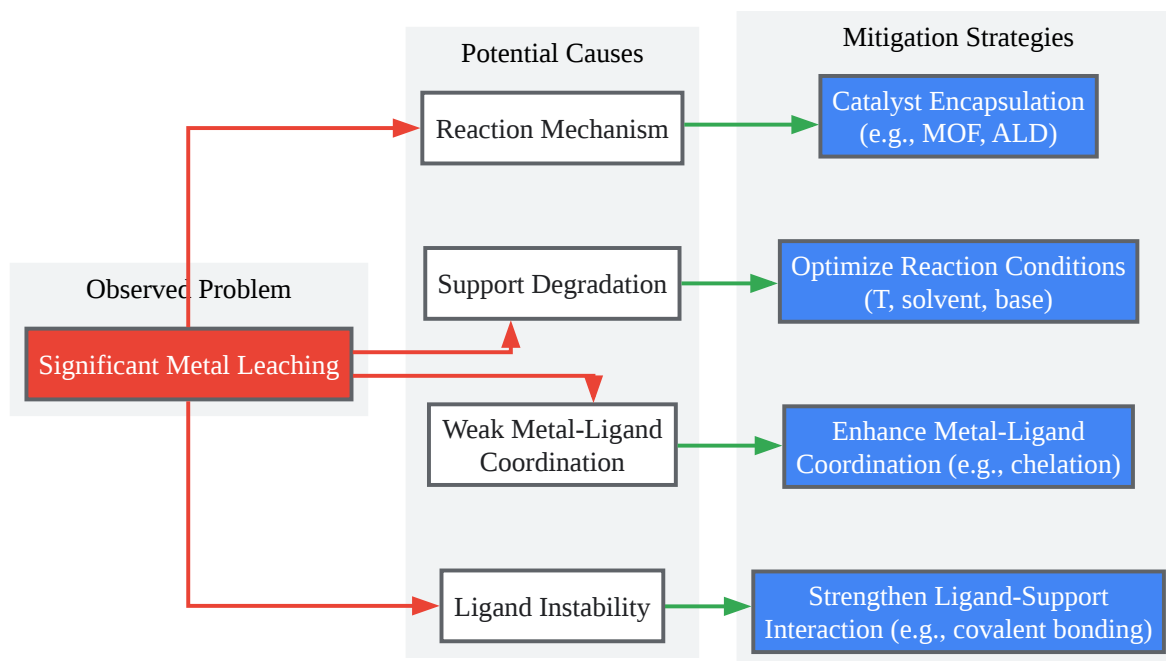 Mitigation Strategies
Potential Causes
Catalyst Encapsulation
(e.g., MOF, ALD)
Reaction Mechanism
Observed Problem
Support Degradation
Optimize Reaction Conditions
(T, solvent, base)
Significant Metal Leaching
Weak Metal-Ligand
Coordination
Enhance Metal-Ligand
Coordination (e.g., chelation)
Ligand Instability
Strengthen Ligand-Support
Interaction (e.g., covalent bonding)